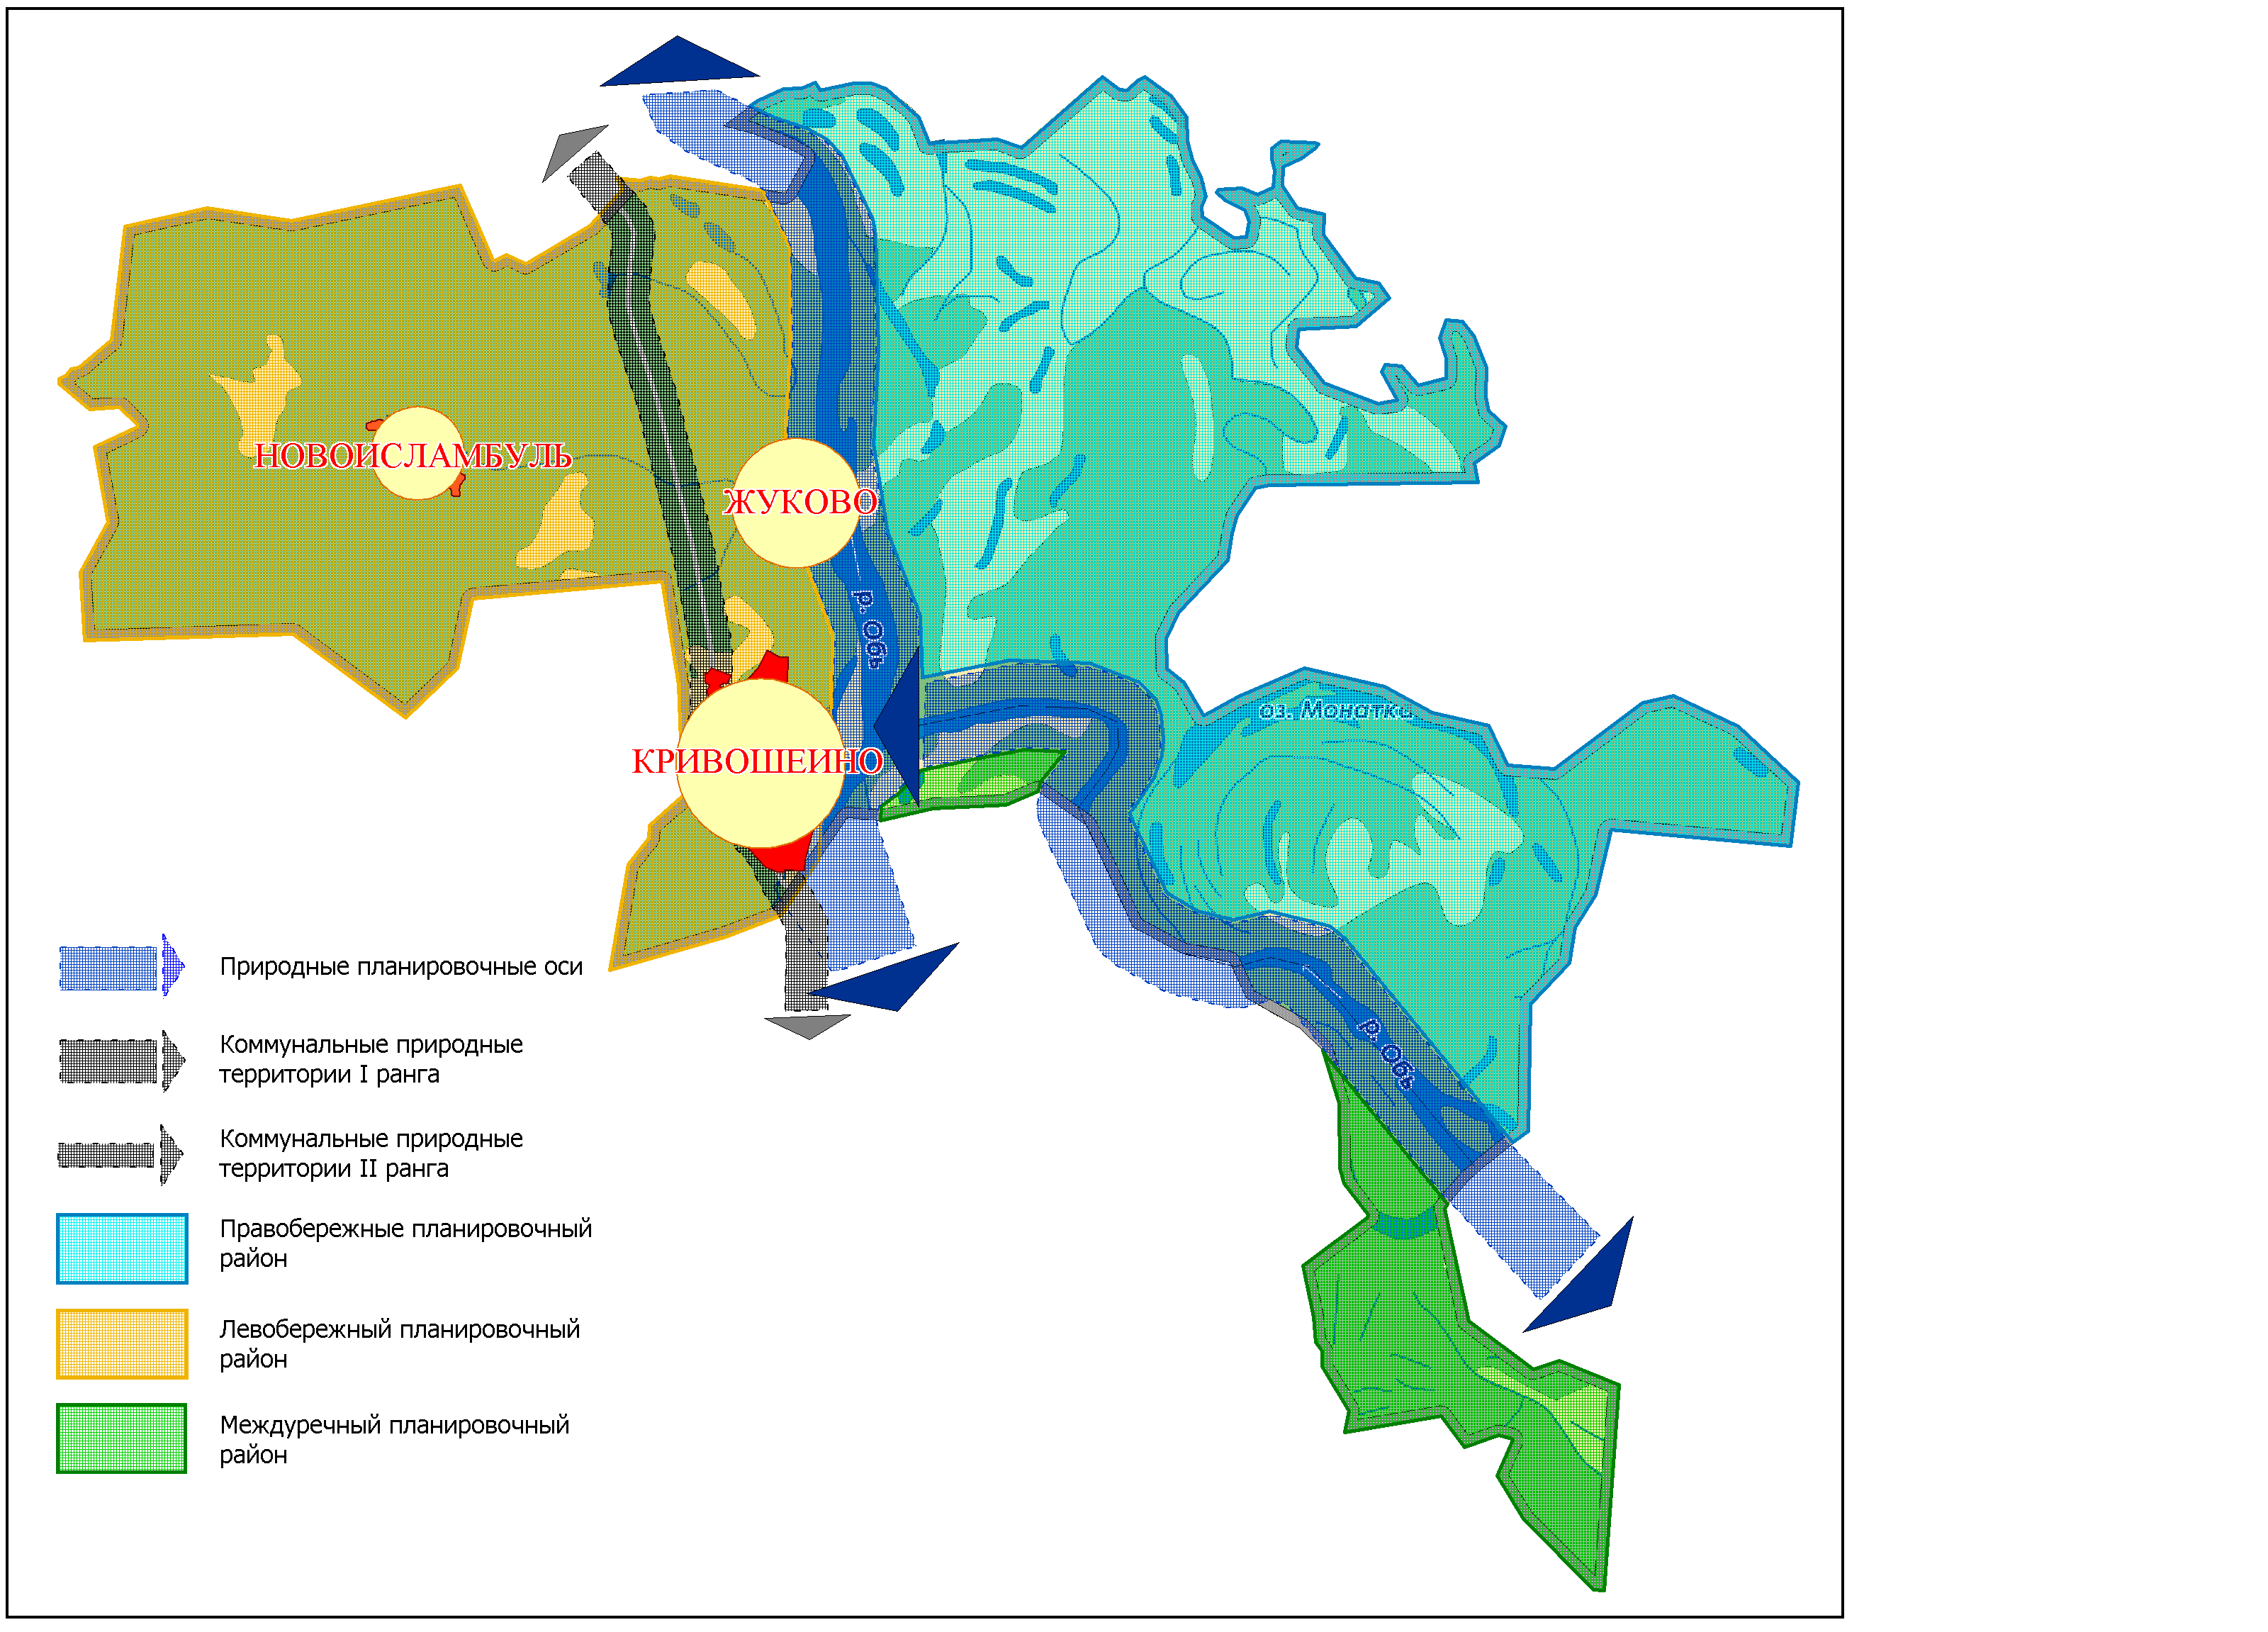 НОВОИСЛАМБУЛЬ
ЖУКОВО
р. Обь
оз. Монатка
КРИВОШЕИНО
р. Обь
Природные планировочные оси
Коммунальные природные
территории I ранга
Коммунальные природные
территории II ранга
Правобережные планировочный
район
Левобережный планировочный
район
Междуречный планировочный
район